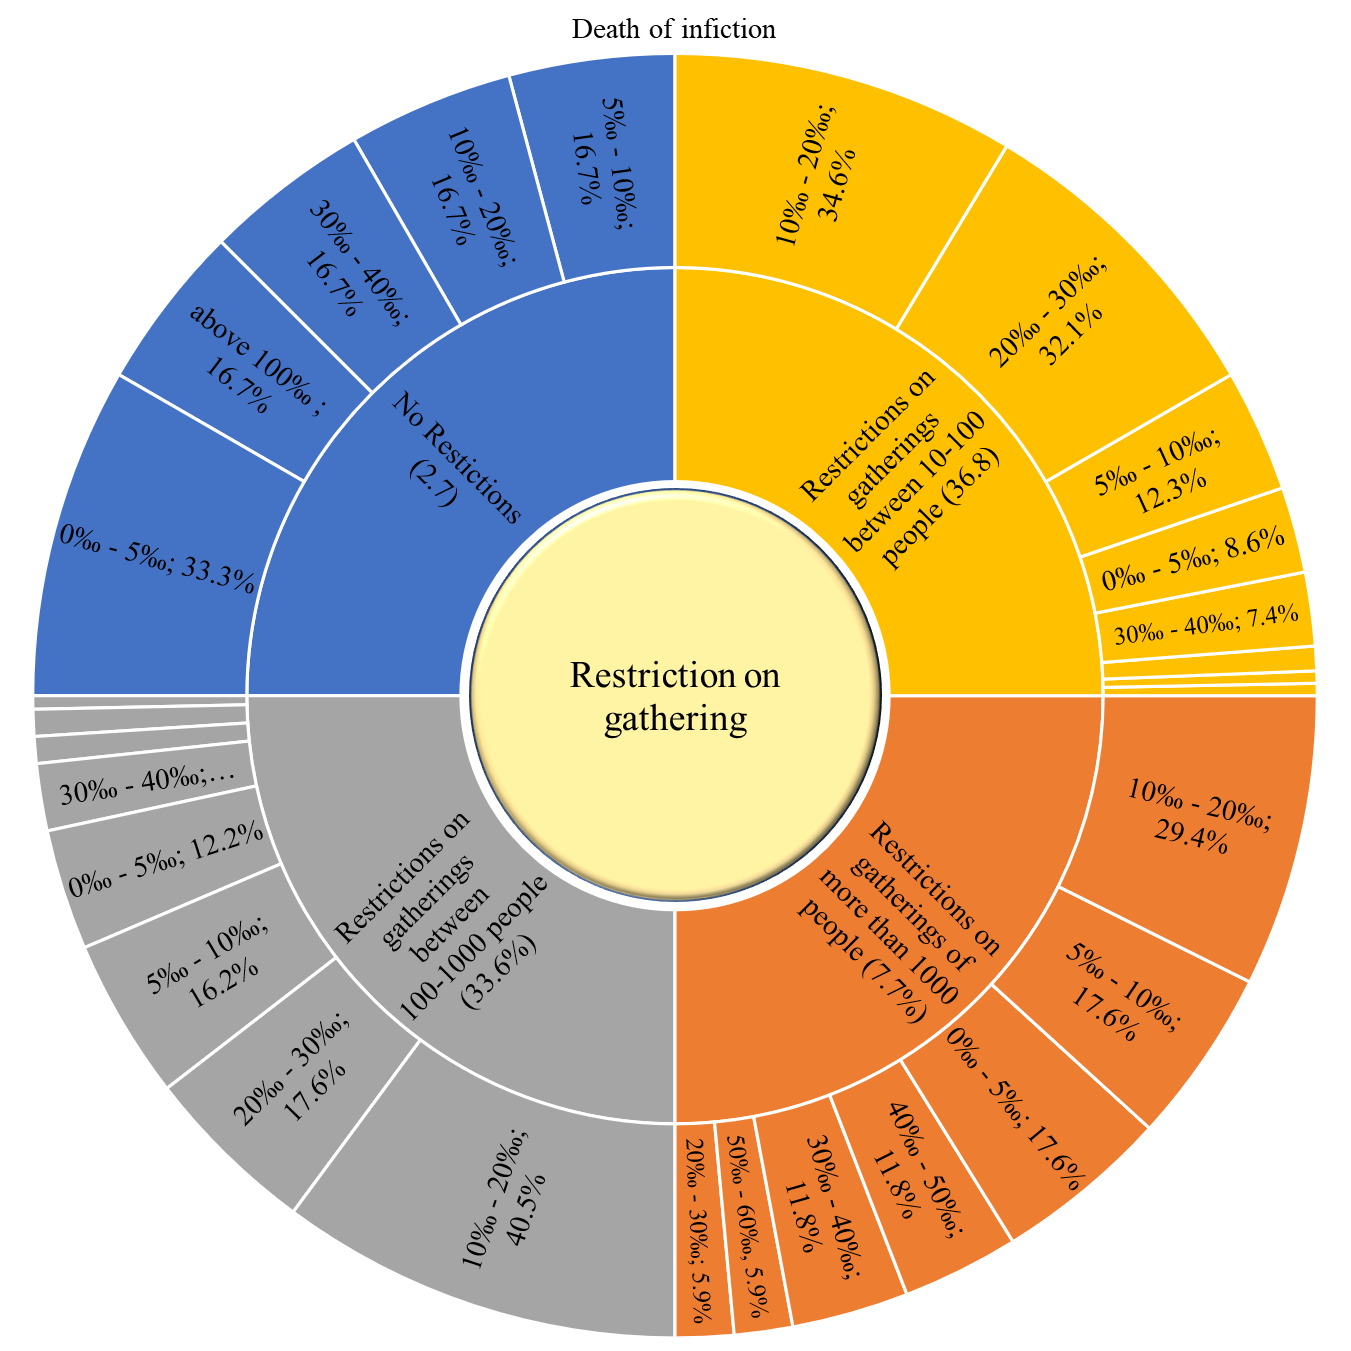 Death of infiction
10‰ - 20‰;
34.6%
20‰ - 30‰;
32.1%
5‰ - 10‰;
12.3%
0‰ - 5‰; 8.6%
30‰ - 40‰; 7.4%
Restrictions on
gatherings
between 10-100
people (36.8)
10‰ - 20‰;
29.4%
5‰ - 10‰;
17.6%
0‰ - 5‰; 17.6%
40‰ - 50‰;
11.8%
30‰ - 40‰;
11.8%
50‰ - 60‰, 5.9%
20‰ - 30‰; 5.9%
Restrictions on
gatherings of
more than 1000
people (7.7%)
10‰ - 20‰;
40.5%
20‰ - 30‰;
17.6%
5‰ - 10‰;
16.2%
0‰ - 5‰; 12.2%
30‰ - 40‰;…
Restrictions on
gatherings
between
100-1000 people
(33.6%)
0‰ - 5‰; 33.3%
above 100‰ ;
16.7%
30‰ - 40‰;
16.7%
10‰ - 20‰;
16.7%
5‰ - 10‰;
16.7%
No Restictions
(2.7)
Restriction on
gathering